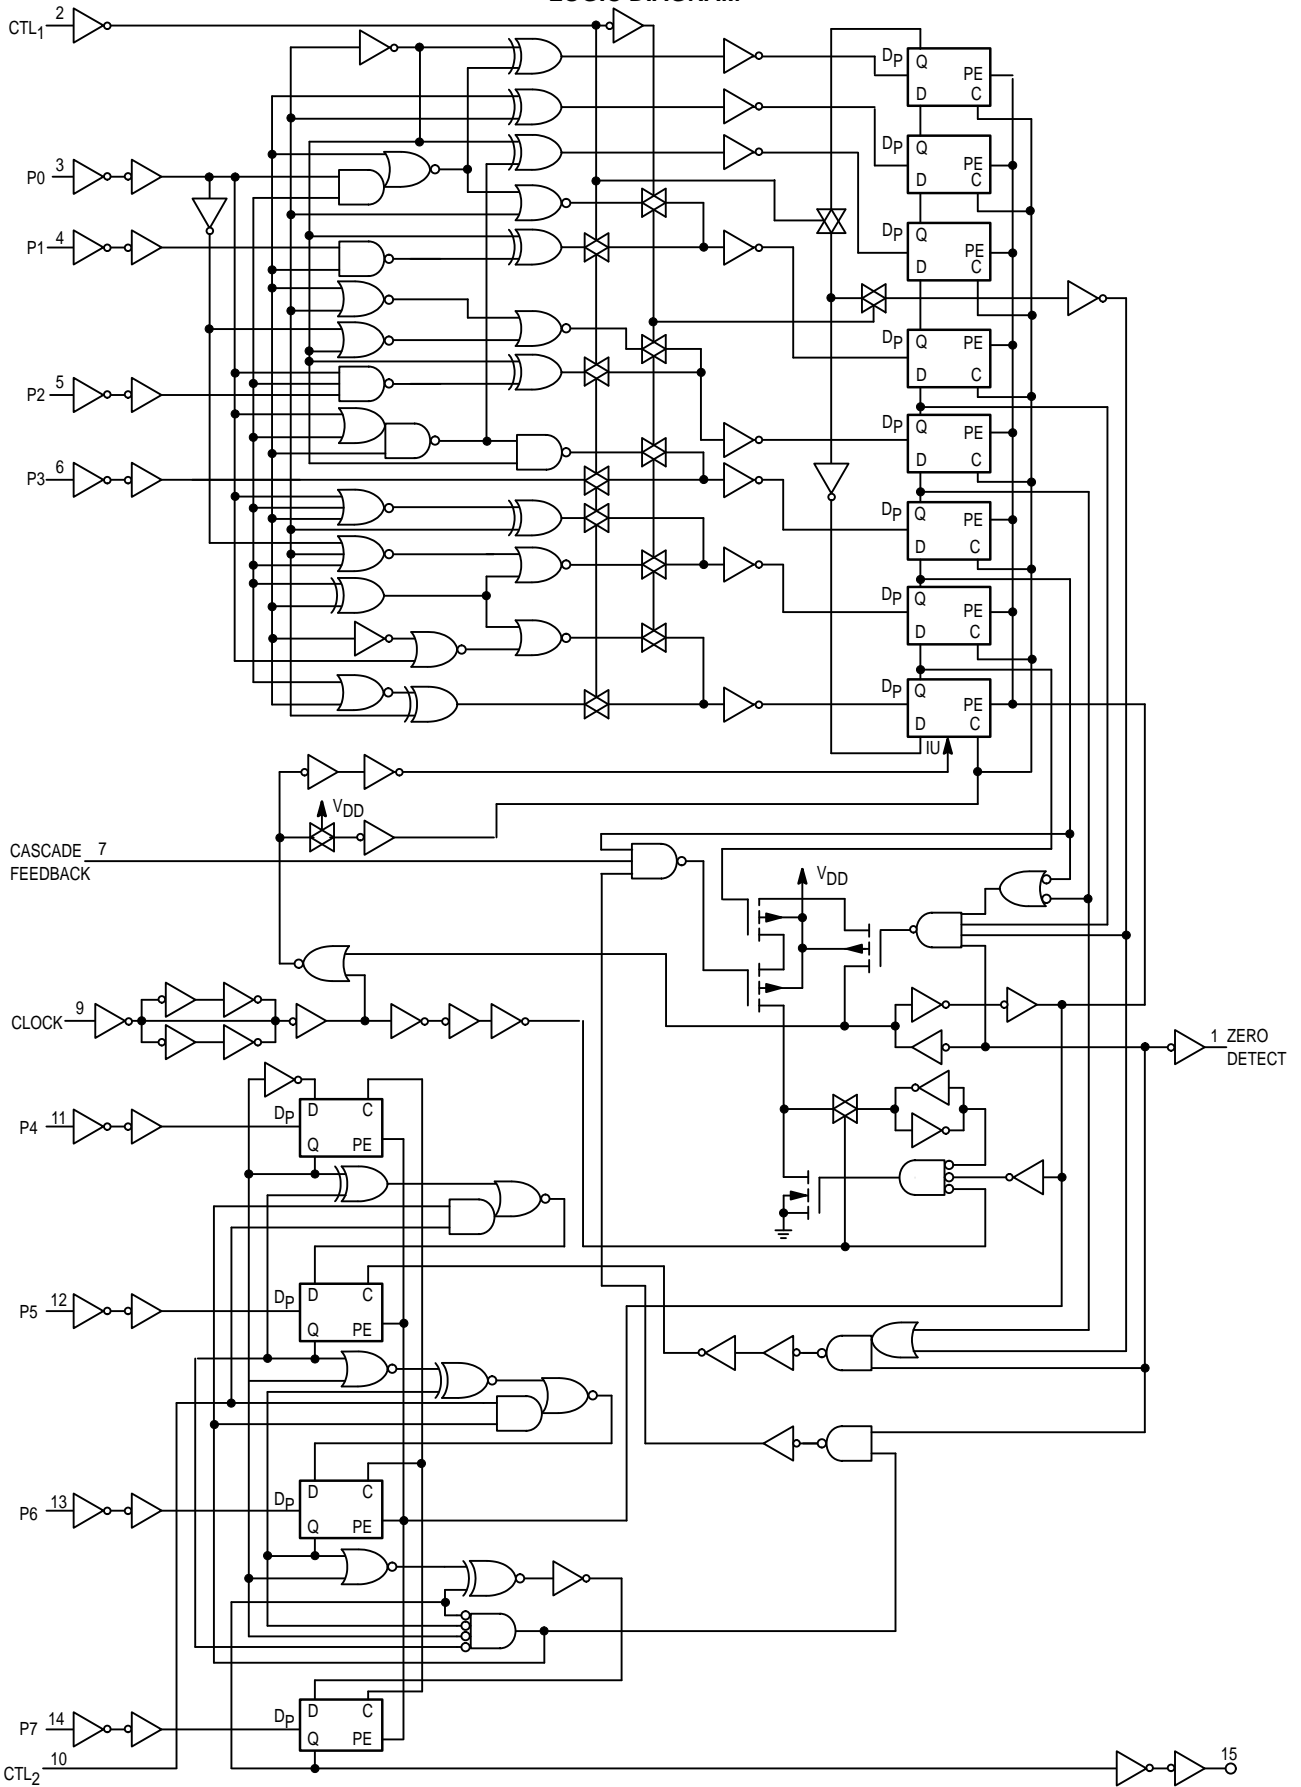 CTL1 2
DP Q PE
D C
DP Q PE
D C
P0 3
DP Q PE
D C
P1 4
DP Q PE
D C
P2 5
DP Q PE
D C
P3 6
DP Q PE
D C
DP Q PE
D C
DP Q PE
D C
IU
VDD
CASCADE 7
FEEDBACK
VDD
CLOCK 9
1 ZERO
DETECT
P4 11 DP D C
Q PE
P5 12 DP D C
Q PE
P6 13 DP D C
Q PE
P7 14 DP D C
Q PE
CTL2 10
15